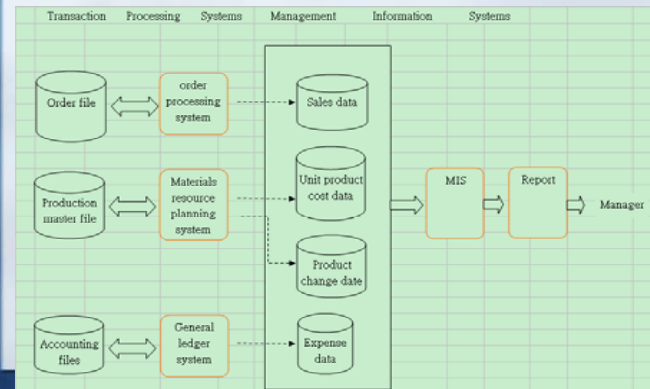 Transaction Processing Systems Management Information Systems
Order file
order
processing
system
Sales data
Production
master file
Materials
resource
planning
system
Unit product
cost data
Product
change date
MIS
Report
Manager
Accounting
files
General
ledger
system
Expense
data